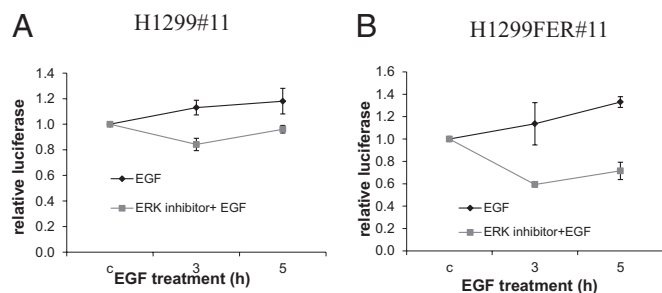 A
H1299#11
relative luciferase
1.4
1.2
1.0
0.8
0.6
0.4
0.2
0.0
EGF
ERK inhibitor+ EGF
c
3
5
EGF treatment (h)
B
H1299FER#11
relative luciferase
1.6
1.4
1.2
1.0
0.8
0.6
0.4
0.2
0.0
EGF
ERK inhibitor+EGF
c
3
5
EGF treatment (h)